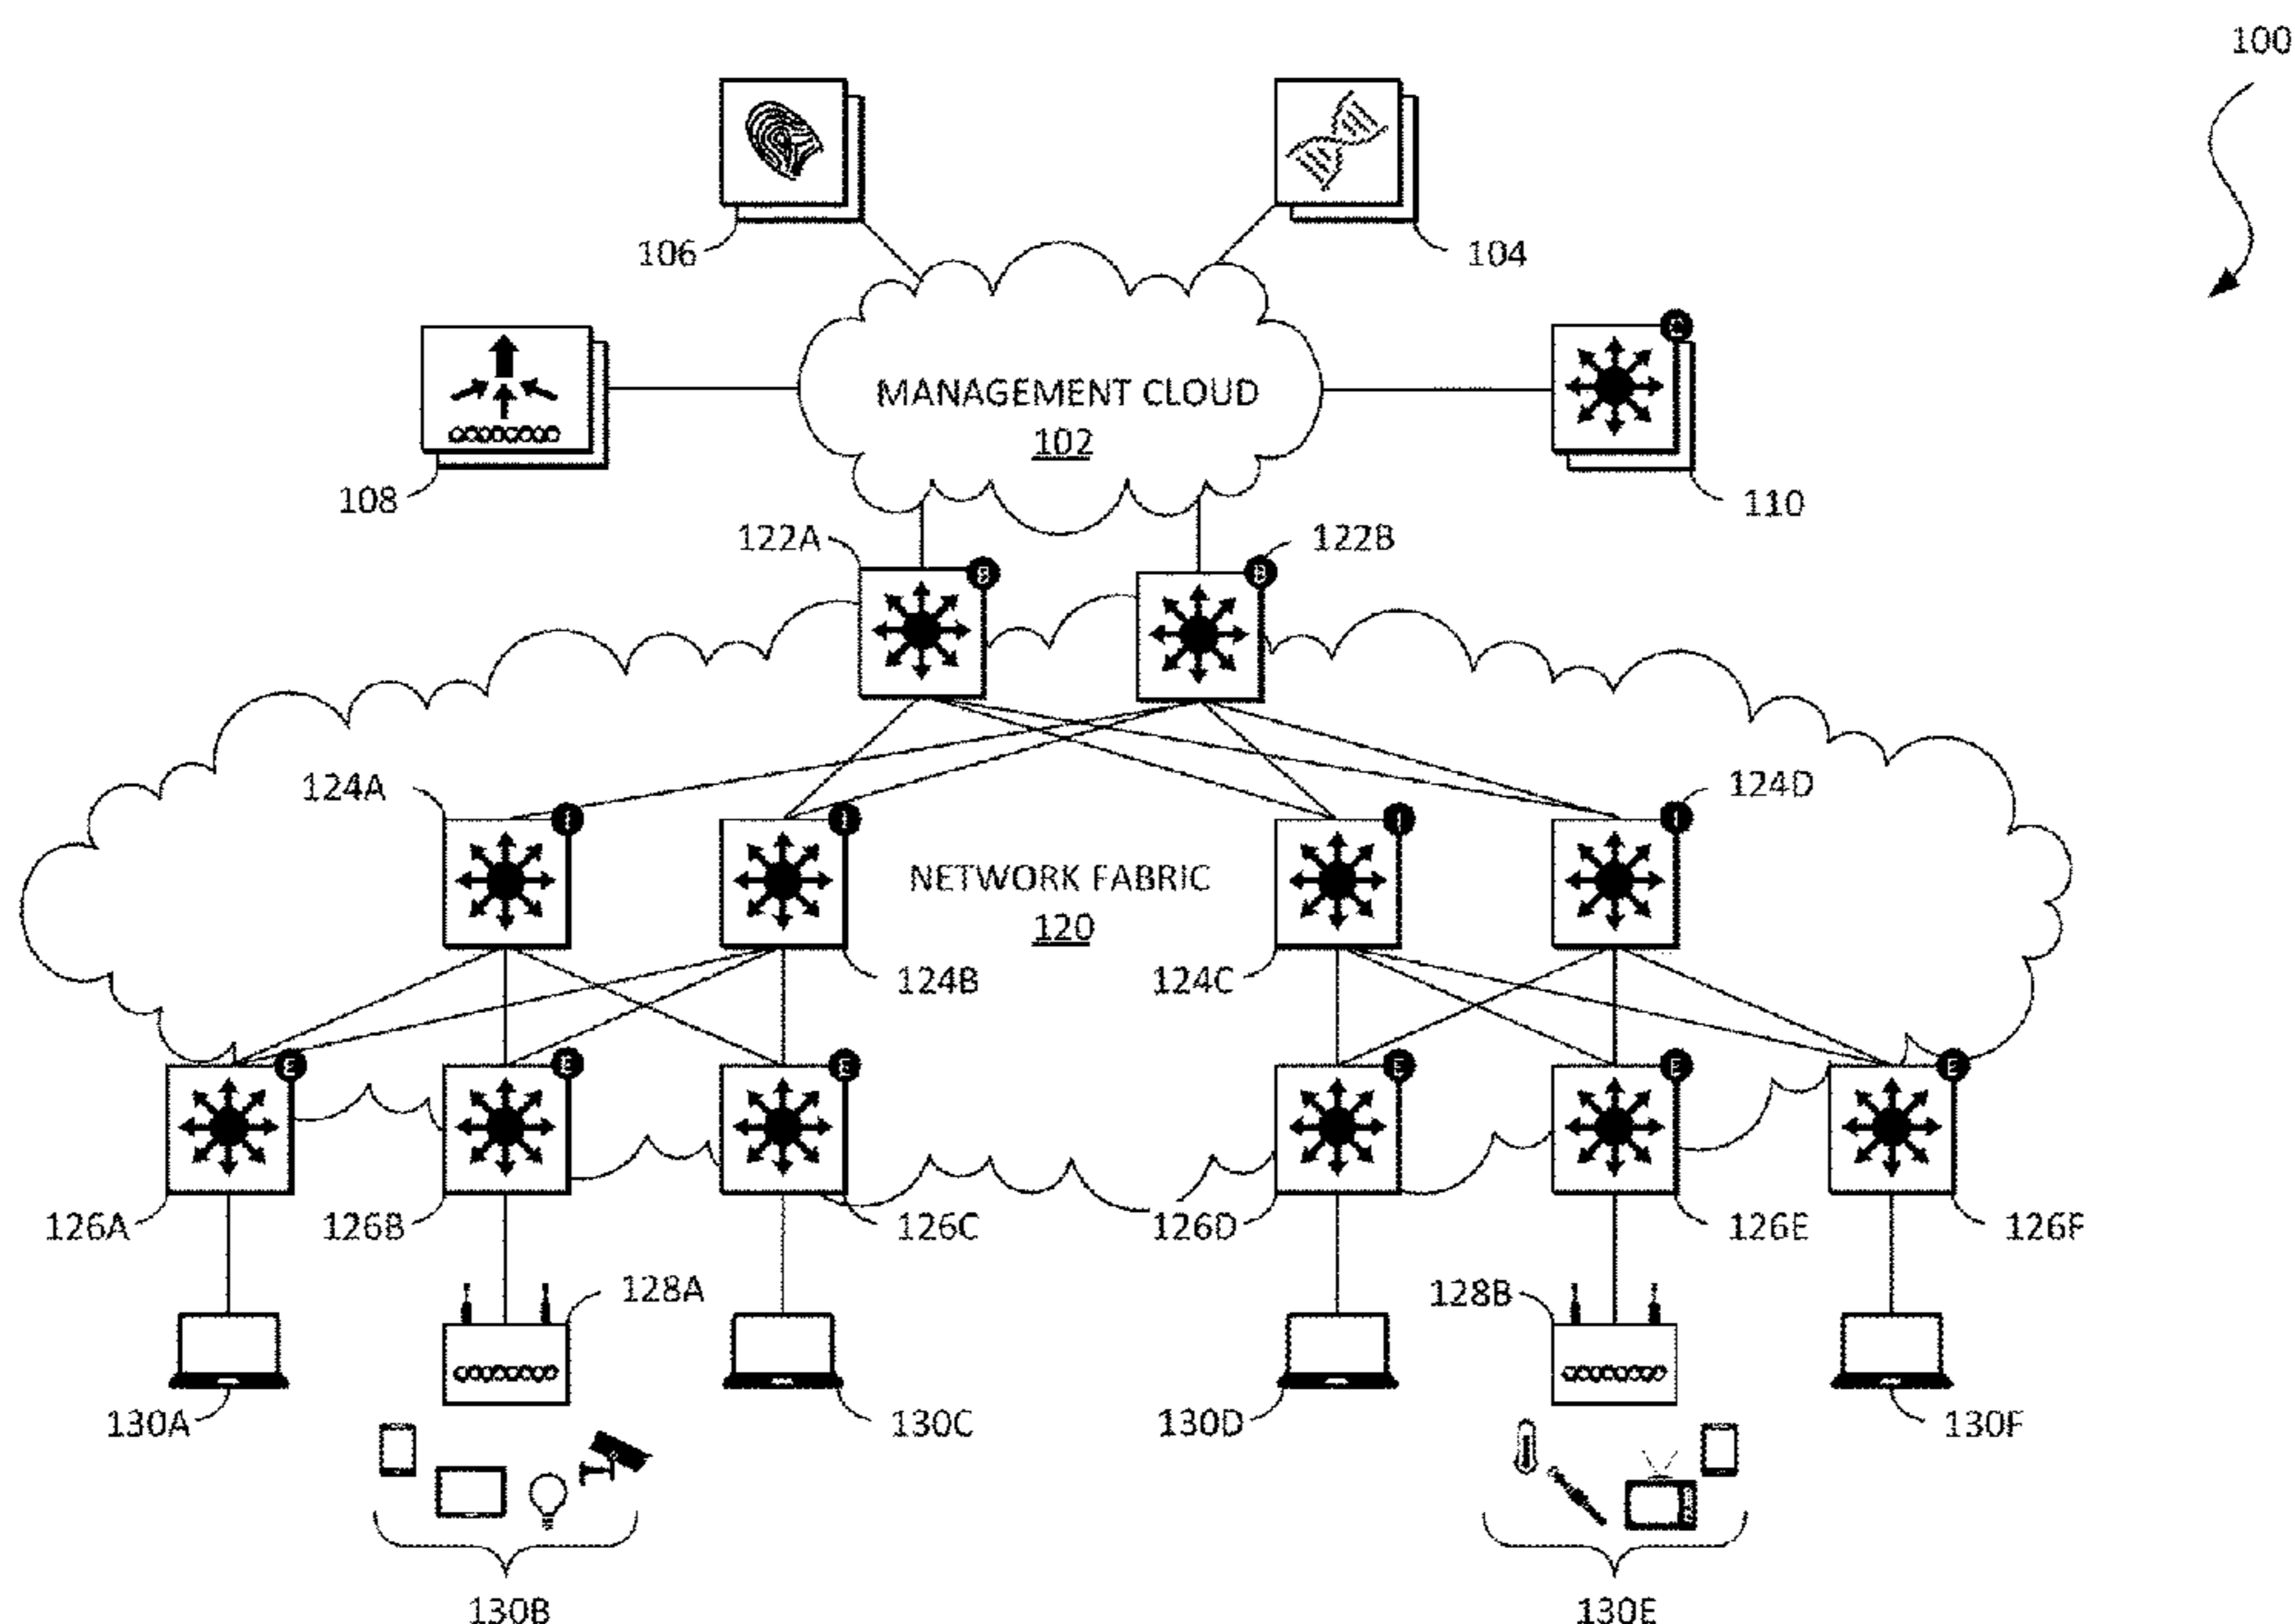 100
106
104
MANAGEMENT CLOUD
102
108
110
122A
122B
124A
124D
NETWORK FABRIC
120
124B
124C
126A
126B
126C
126D
126E
126F
128A
128B
130A
130C
130D
130F
130B
130E